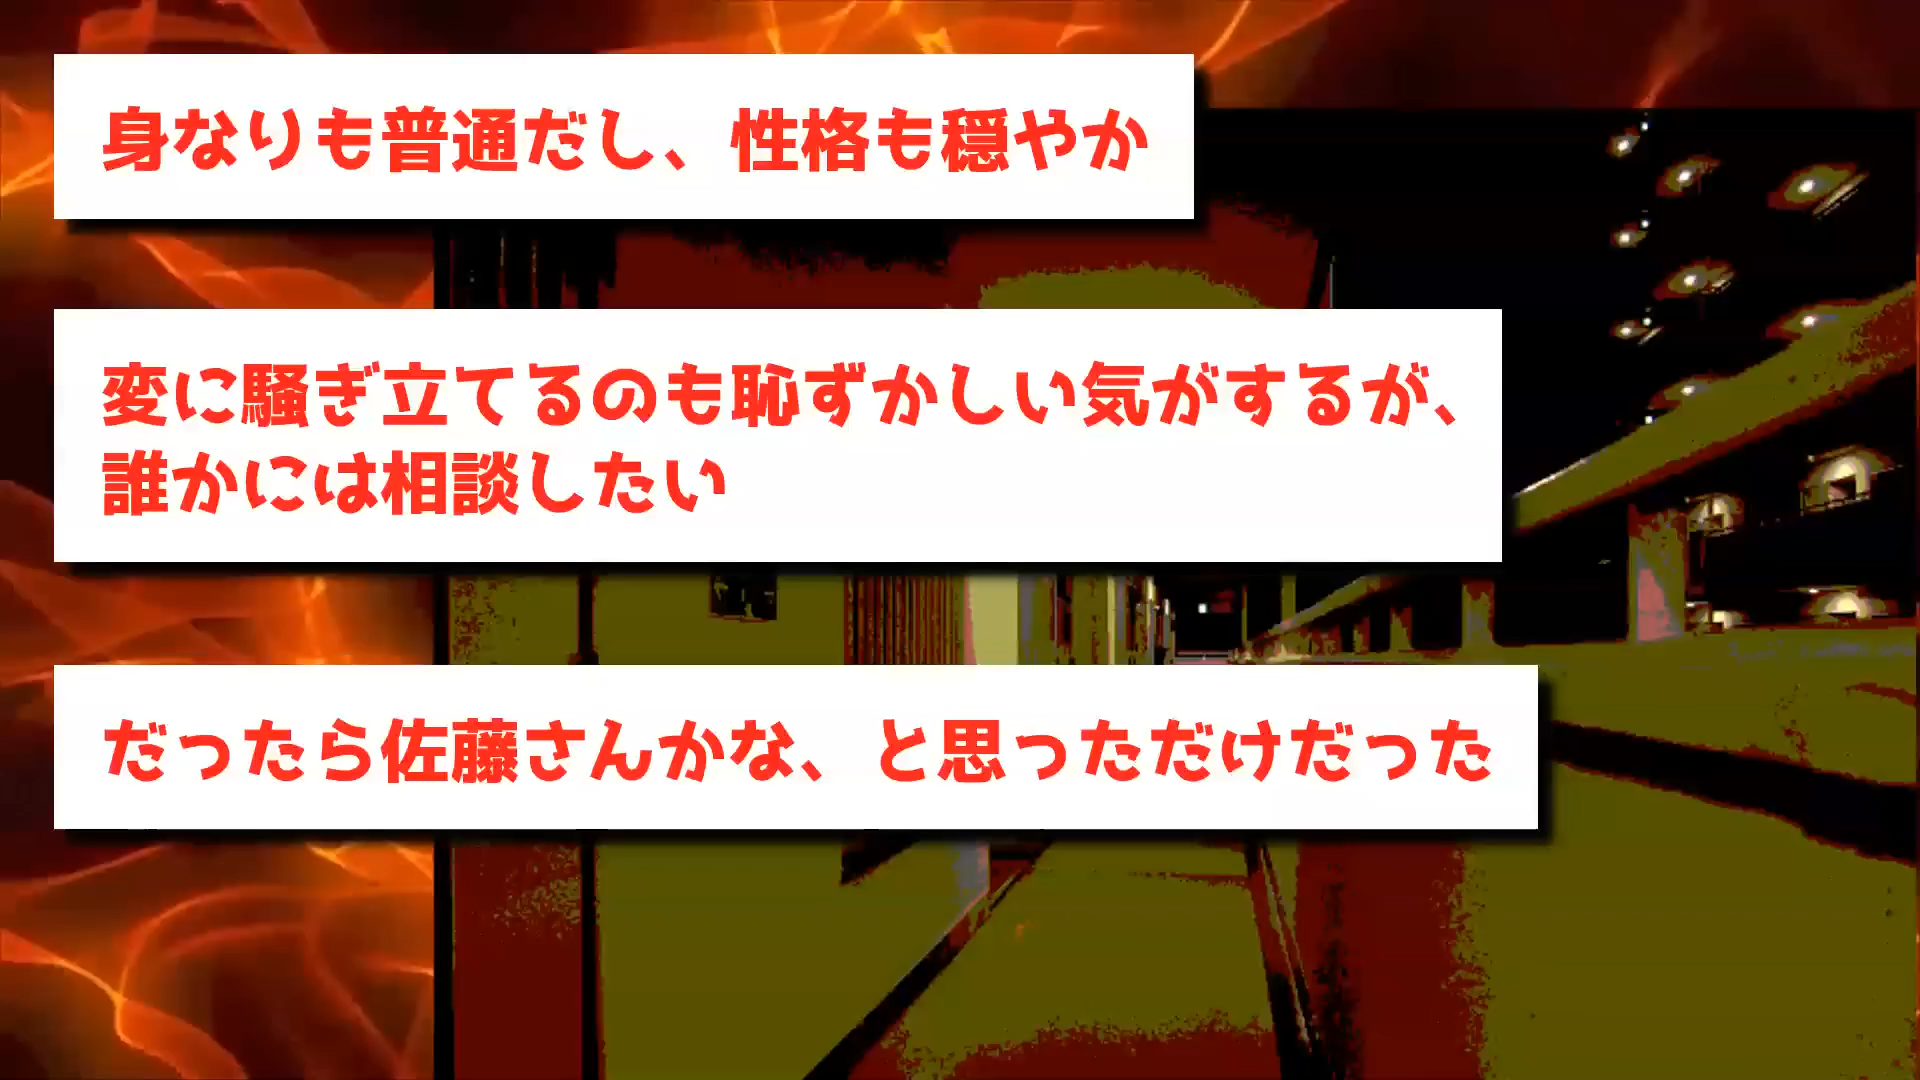 身なりも普通だし、性格も穏やか
変に騒ぎ立てるのも恥ずかしい気がするが、
誰かには相談したい
だったら佐藤さんかな、と思っただけだった